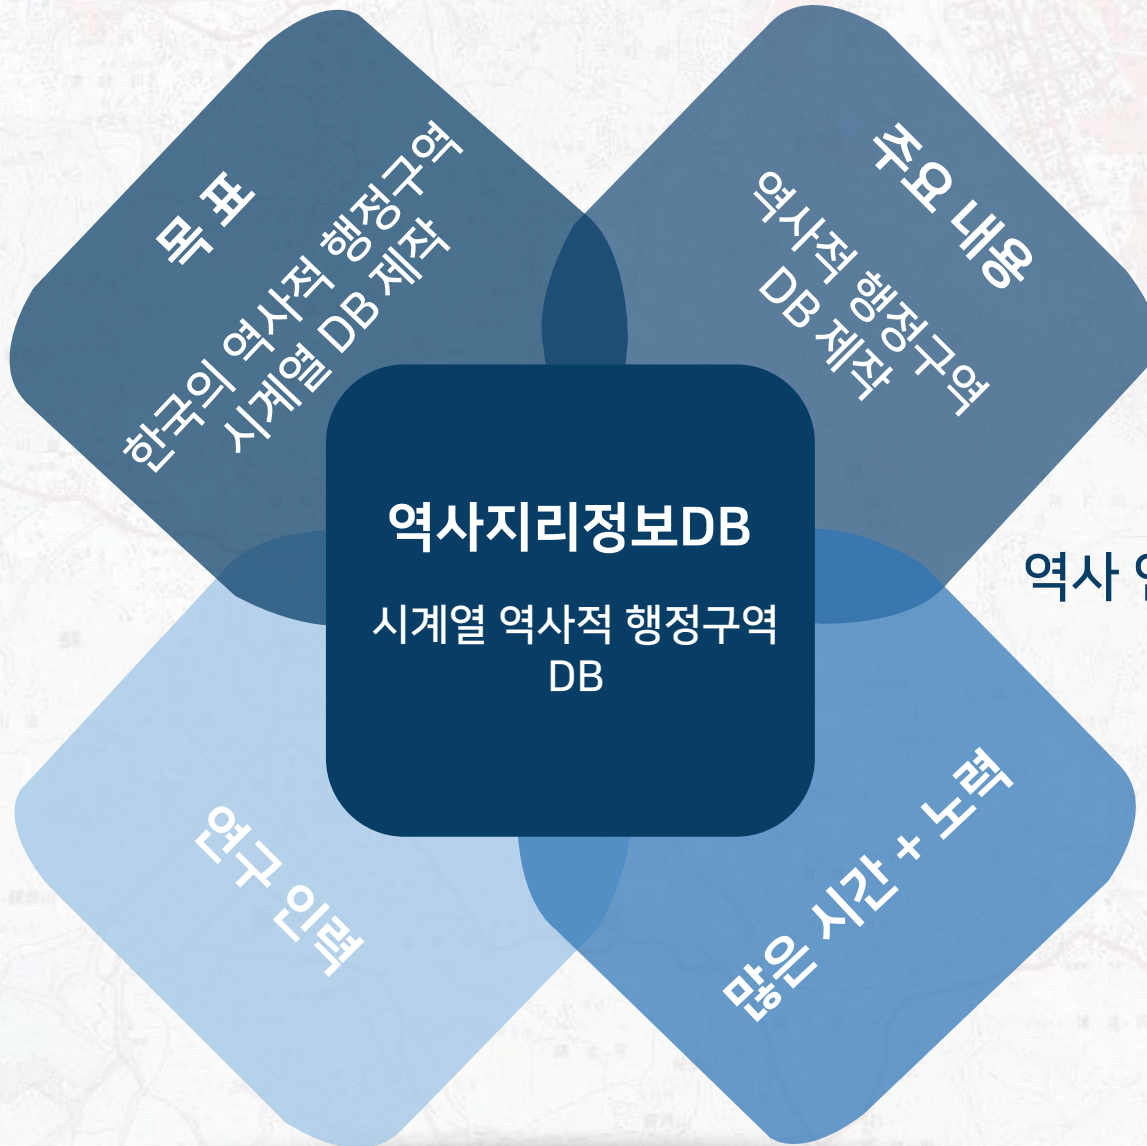 목 표
한국의 역사적 행정구역
시계열 DB 제작
주요 내용
역사적 행정구역
DB 제작
역사지리정보DB
시계열 역사적 행정구역
DB
역사
연구 인력
많은 시간 + 노력